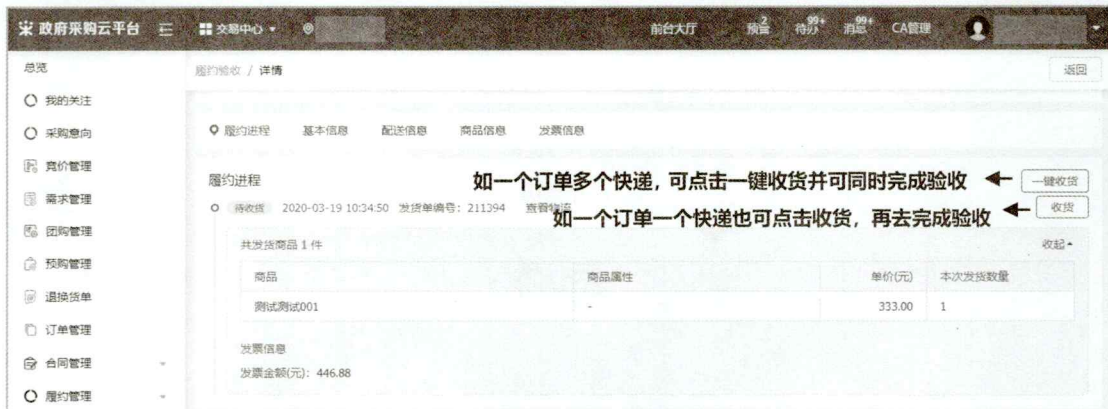 政府采购云平台 交易中心 前台大厅 预警 2 待办 99+ 消息 99+ CA管理
总览
履约验收 / 详情 返回
我的关注
采购意向
履约进程 基本信息 配送信息 商品信息 发票信息
竞价管理
履约进程
如一个订单多个快递，可点击一键收货并可同时完成验收 一键收货
需求管理
待收货 2020-03-19 10:34:50 发货单编号：211394 查看物流
如一个订单一个快递也可点击收货，再去完成验收 收货
团购管理
共发货商品 1 件 收起
预购管理
商品 商品属性 单价(元) 本次发货数量
退换货单
测试测试001 - 333.00 1
订单管理
发票信息
合同管理
发票金额(元)：446.88
履约管理